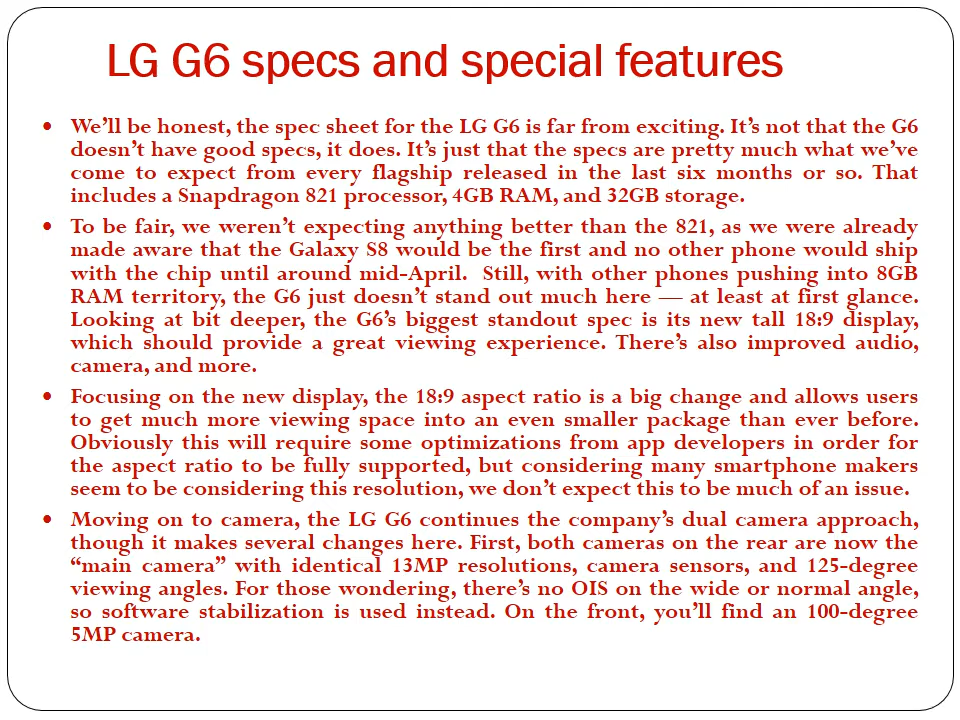 LG G6 specs and special features
• We’ll be honest, the spec sheet for the LG G6 is far from exciting. It’s not that the G6
doesn’t have good specs, it does. It’s just that the specs are pretty much what we’ve
come to expect from every flagship released in the last six months or so. That
includes a Snapdragon 821 processor, 4GB RAM, and 32GB storage.
• To be fair, we weren’t expecting anything better than the 821, as we were already
made aware that the Galaxy S8 would be the first and no other phone would ship
with the chip until around mid-April.  Still, with other phones pushing into 8GB
RAM territory, the G6 just doesn’t stand out much here — at least at first glance.
Looking at bit deeper, the G6’s biggest standout spec is its new tall 18:9 display,
which should provide a great viewing experience. There’s also improved audio,
camera, and more.
• Focusing on the new display, the 18:9 aspect ratio is a big change and allows users
to get much more viewing space into an even smaller package than ever before.
Obviously this will require some optimizations from app developers in order for
the aspect ratio to be fully supported, but considering many smartphone makers
seem to be considering this resolution, we don’t expect this to be much of an issue.
• Moving on to camera, the LG G6 continues the company’s dual camera approach,
though it makes several changes here. First, both cameras on the rear are now the
“main camera” with identical 13MP resolutions, camera sensors, and 125-degree
viewing angles. For those wondering, there’s no OIS on the wide or normal angle,
so software stabilization is used instead. On the front, you’ll find an 100-degree
5MP camera.